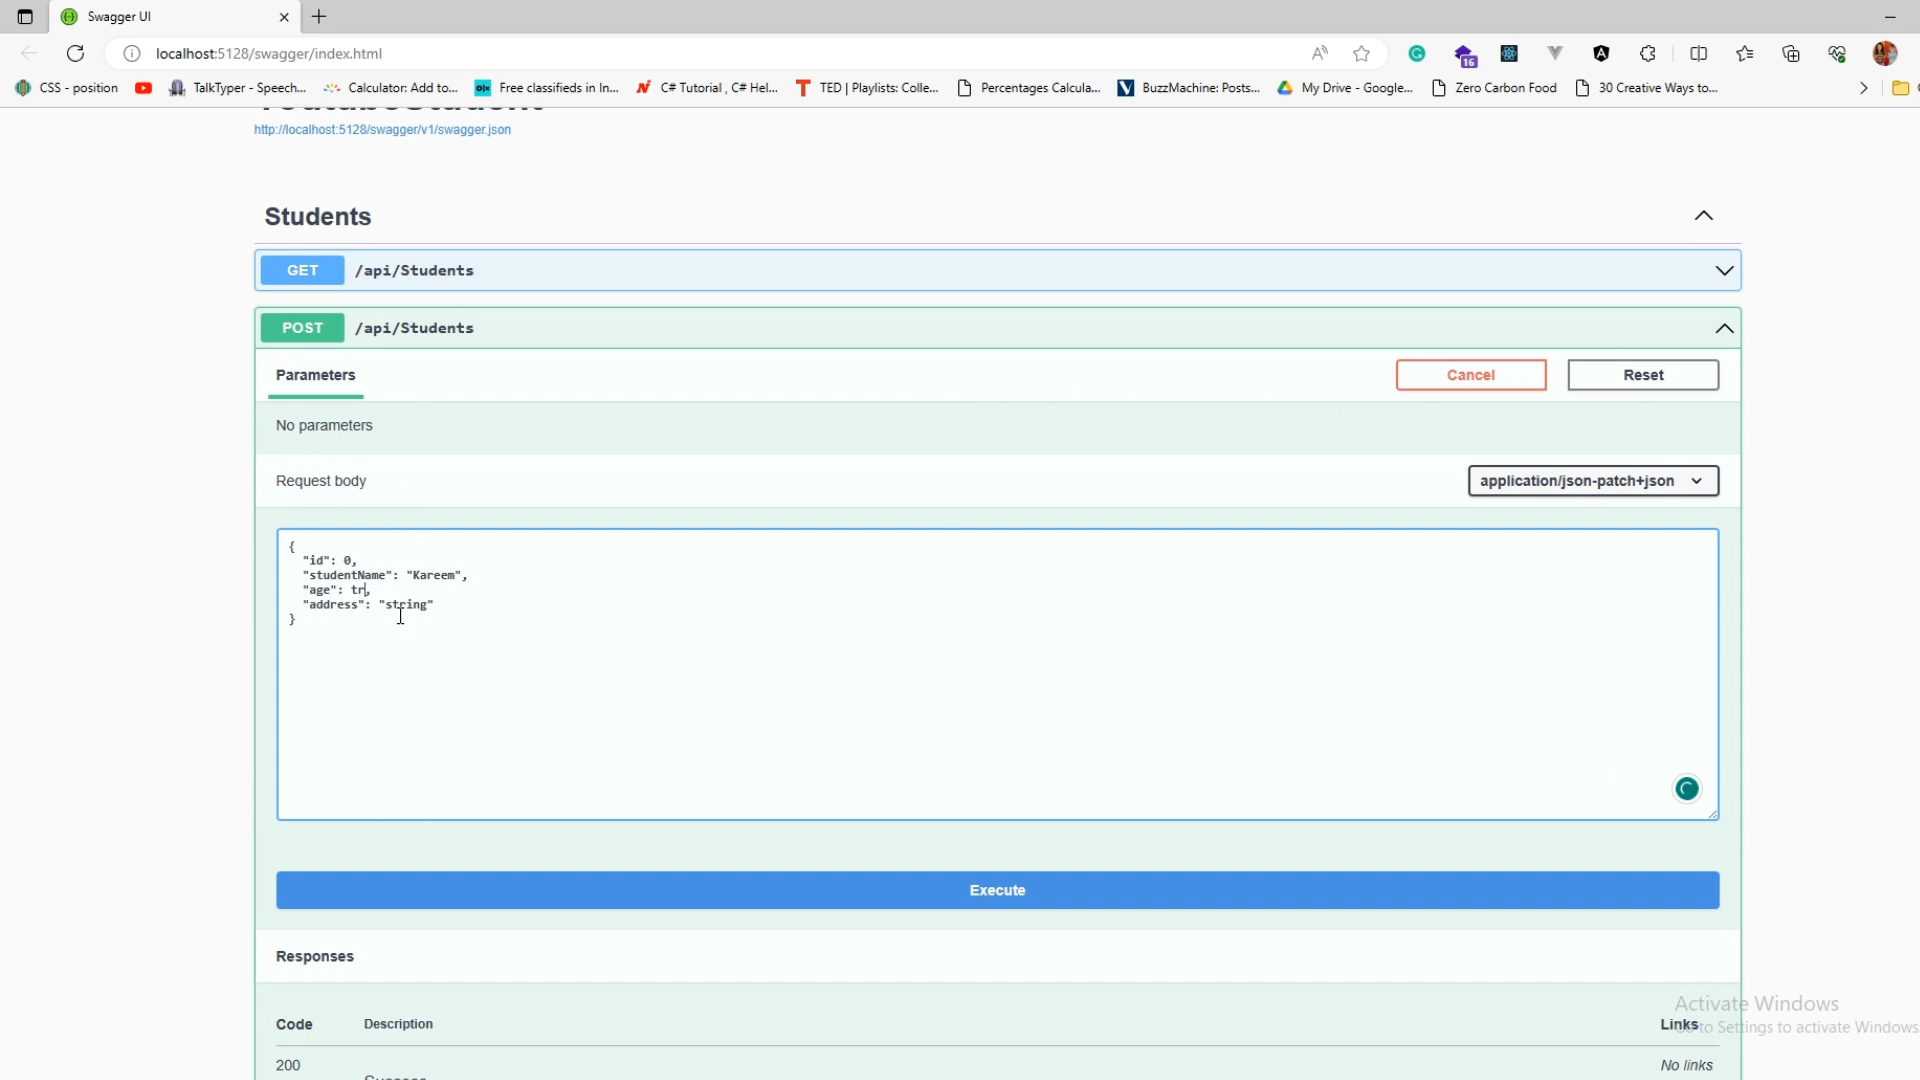 Swagger UI
localhost:5128/swagger/index.html
16
CSS - position
TalkTyper - Speech...
Calculator: Add to...
Free classifieds in In...
C# Tutorial , C# Hel...
TED | Playlists: Colle...
Percentages Calcula...
BuzzMachine: Posts...
My Drive - Google...
Zero Carbon Food
30 Creative Ways to...
http://localhost:5128/swagger/v1/swagger.json
Students
GET /api/Students
POST /api/Students
Parameters
Cancel
Reset
No parameters
Request body
application/json-patch+json
{
"id": 0,
"studentName": "Kareem",
"age": tr,
"address": "string"
}
Execute
Responses
Code Description Links
200 No links
Activate Windows
to Settings to activate Windows.